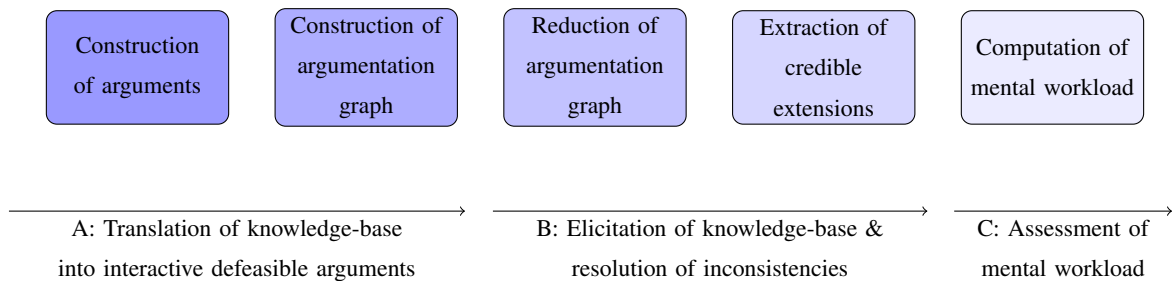 Construction
of arguments
Construction of
argumentation
graph
Reduction of
argumentation
graph
Extraction of
credible
extensions
Computation of
mental workload
A: Translation of knowledge-base
into interactive defeasible arguments
B: Elicitation of knowledge-base &
resolution of inconsistencies
C: Assessment of
mental workload